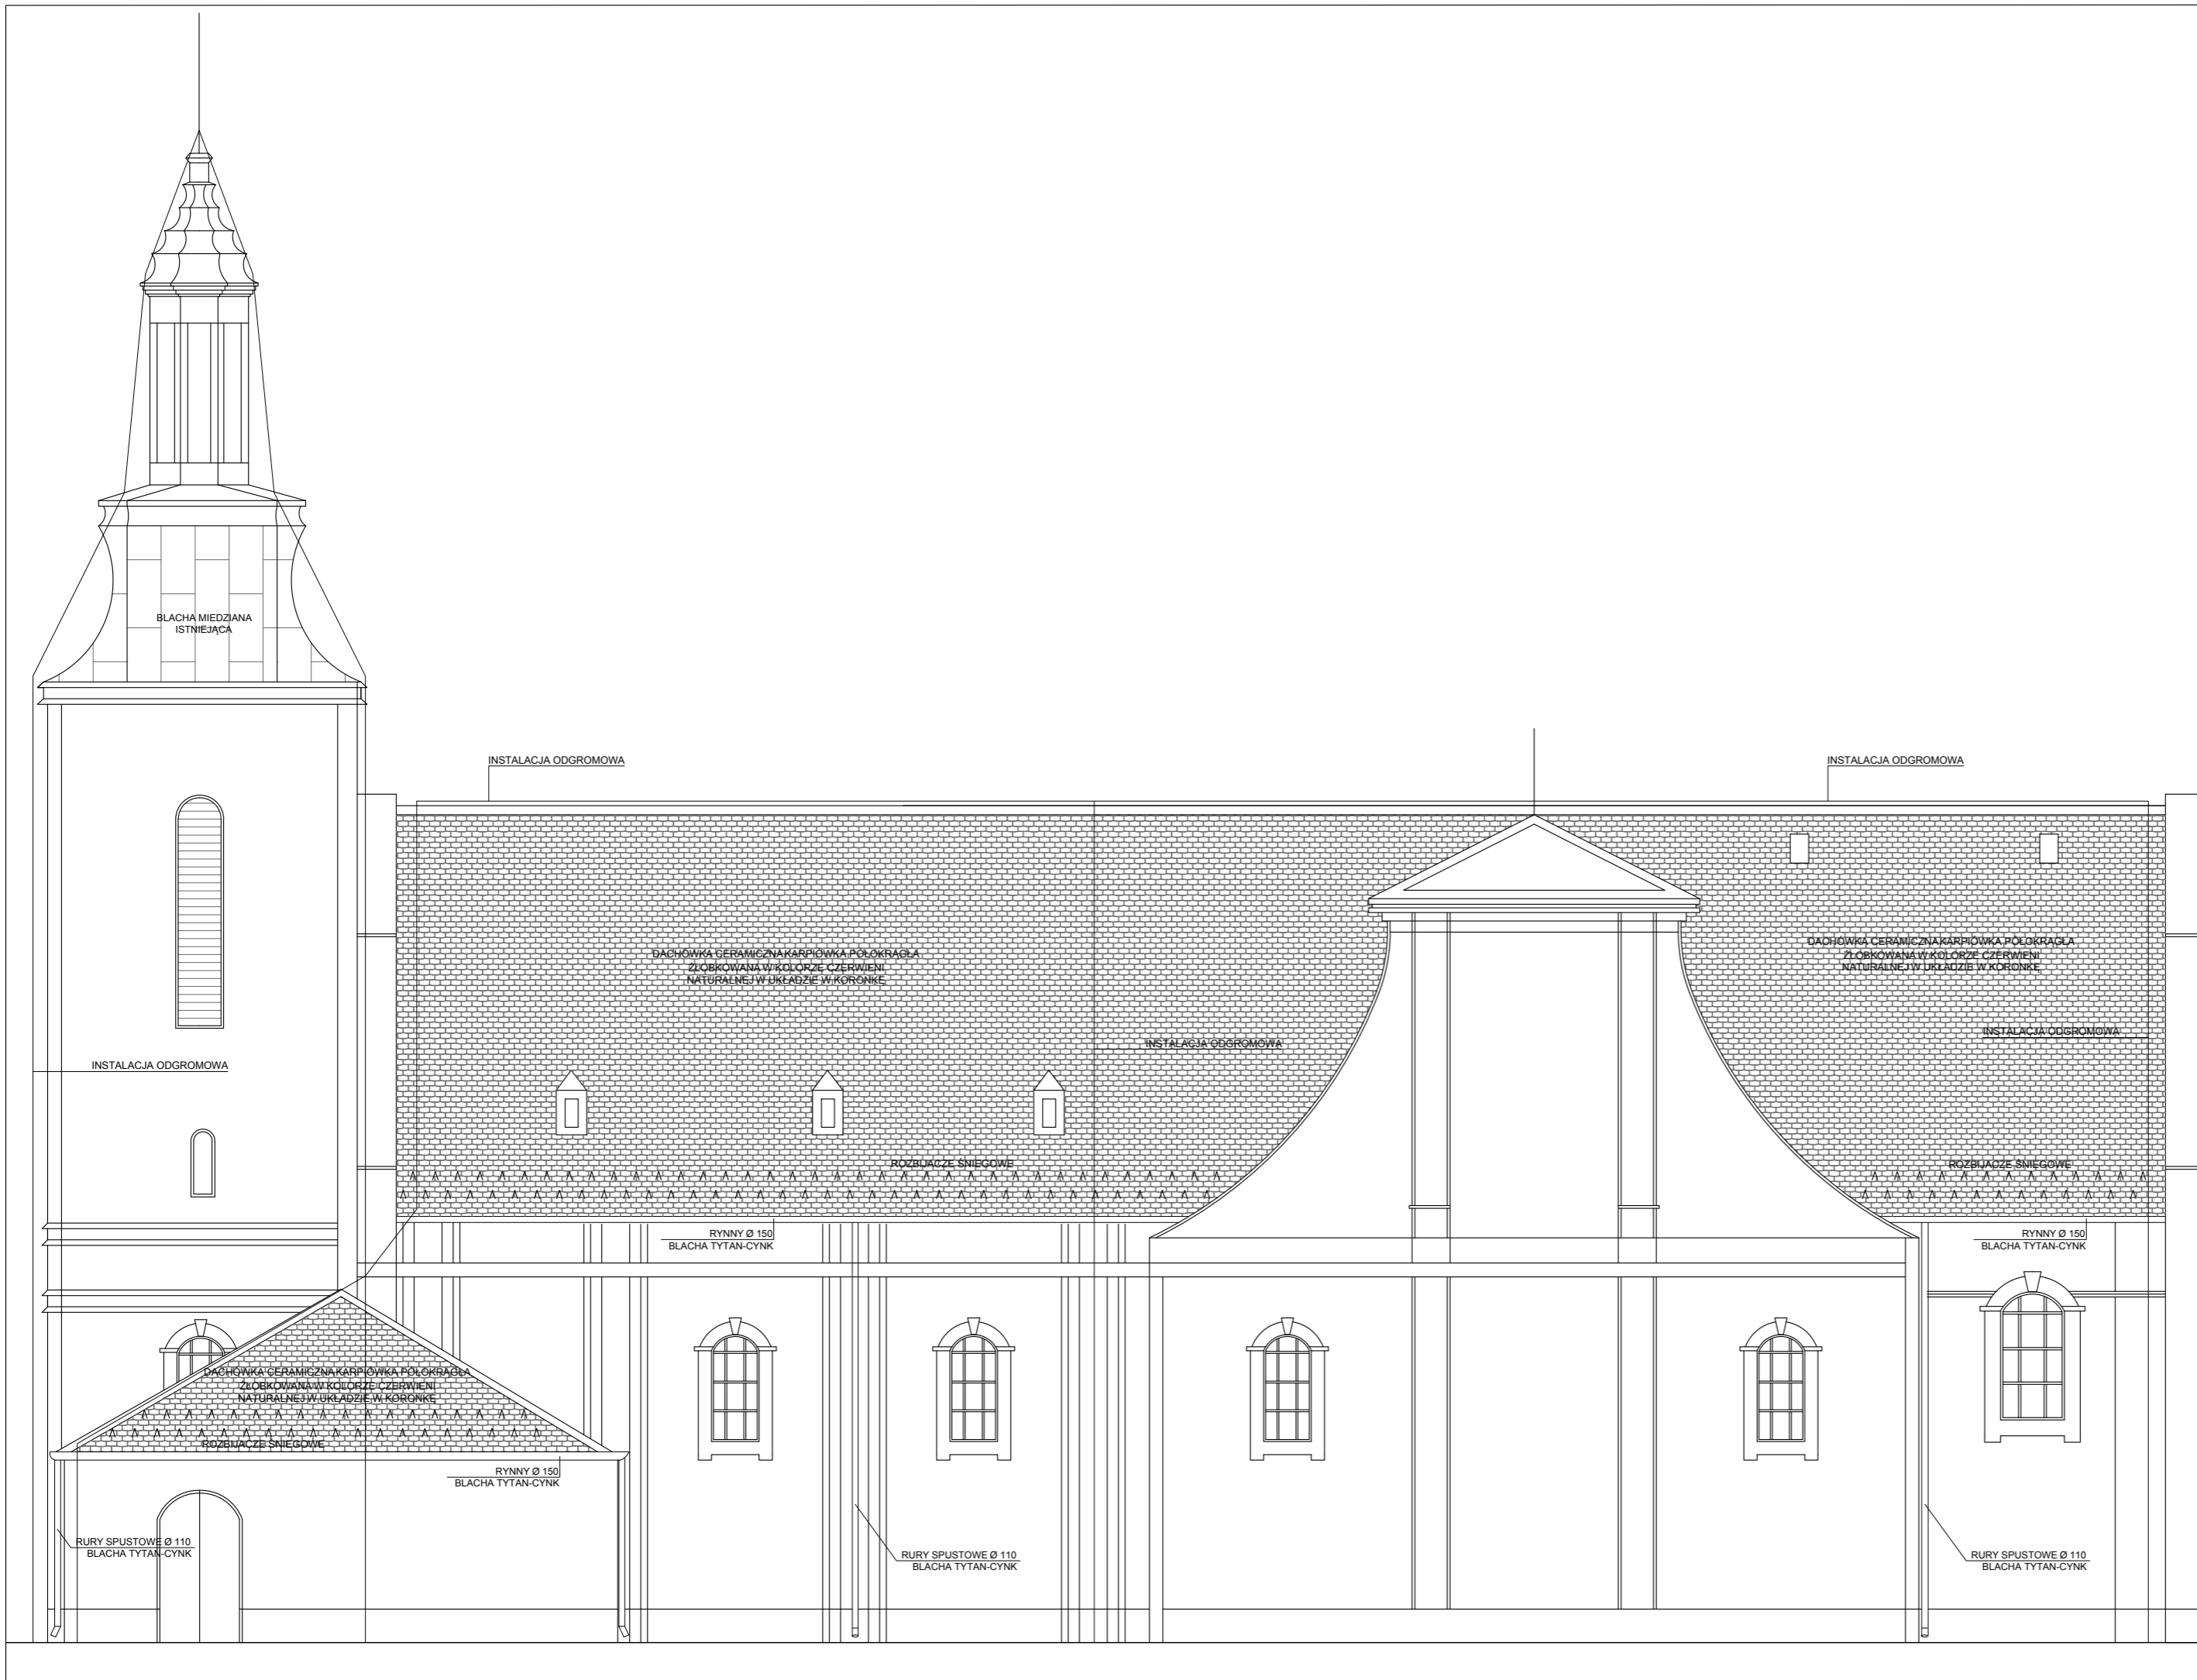 BLACHA MIEDZIANA
ISTNIEJĄCA
INSTALACJA ODGROMOWA
INSTALACJA ODGROMOWA
DACHÓWKA CERAMICZNA KARPIÓWKA PÓŁOKRĄGŁA
ŻŁOBKOWANA W KOLORZE CZERWIENI
NATURALNEJ W UKŁADZIE W KORONKĘ
DACHÓWKA CERAMICZNA KARPIÓWKA PÓŁOKRĄGŁA
ŻŁOBKOWANA W KOLORZE CZERWIENI
NATURALNEJ W UKŁADZIE W KORONKĘ
INSTALACJA ODGROMOWA
INSTALACJA ODGROMOWA
INSTALACJA ODGROMOWA
ROZBIJACZE ŚNIEGOWE
ROZBIJACZE ŚNIEGOWE
RYNNY Ø 150
BLACHA TYTAN-CYNK
RYNNY Ø 150
BLACHA TYTAN-CYNK
DACHÓWKA CERAMICZNA KARPIÓWKA PÓŁOKRĄGŁA
ŻŁOBKOWANA W KOLORZE CZERWIENI
NATURALNEJ W UKŁADZIE W KORONKĘ
ROZBIJACZE ŚNIEGOWE
RYNNY Ø 150
BLACHA TYTAN-CYNK
RURY SPUSTOWE Ø 110
BLACHA TYTAN-CYNK
RURY SPUSTOWE Ø 110
BLACHA TYTAN-CYNK
RURY SPUSTOWE Ø 110
BLACHA TYTAN-CYNK